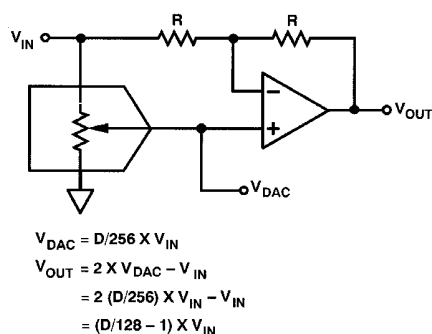 R
R
V_IN
−
+
V_OUT
V_DAC
V_DAC = D/256 X V_IN
V_OUT = 2 X V_DAC − V_IN
= 2 (D/256) X V_IN − V_IN
= (D/128 − 1) X V_IN